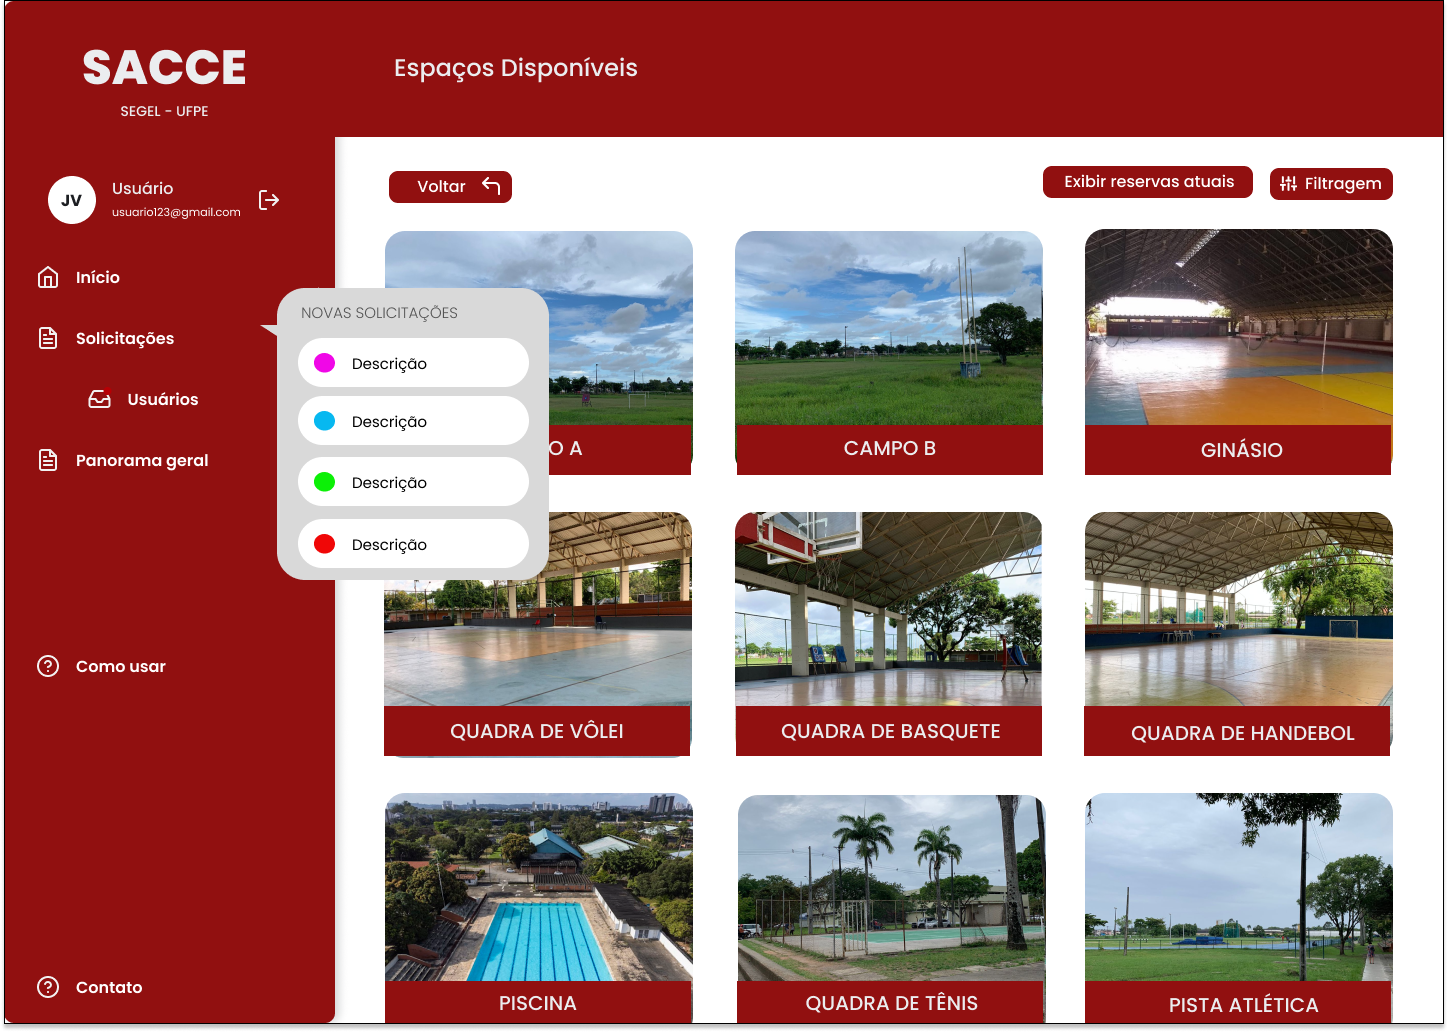 SACCE
SEGEL - UFPE
Espaços Disponíveis
JV
Usuário
usuario123@gmail.com
Início
Solicitações
Usuários
Panorama geral
Como usar
Contato
Voltar
Exibir reservas atuais
Filtragem
NOVAS SOLICITAÇÕES
Descrição
Descrição
Descrição
Descrição
O A
CAMPO B
GINÁSIO
QUADRA DE VÔLEI
QUADRA DE BASQUETE
QUADRA DE HANDEBOL
PISCINA
QUADRA DE TÊNIS
PISTA ATLÉTICA